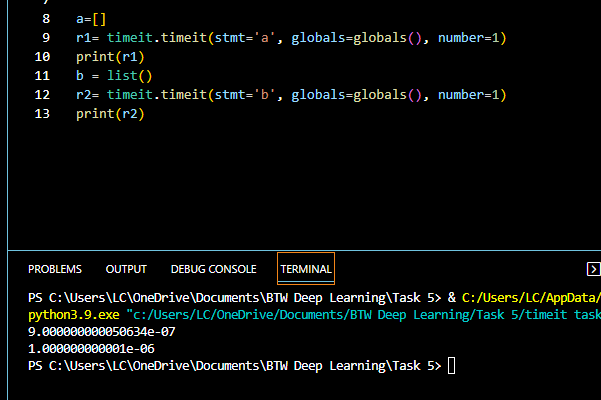 8 a=[]
9 r1= timeit.timeit(stmt='a', globals=globals(), number=1)
10 print(r1)
11 b = list()
12 r2= timeit.timeit(stmt='b', globals=globals(), number=1)
13 print(r2)
PROBLEMS OUTPUT DEBUG CONSOLE TERMINAL
PS C:\Users\LC\OneDrive\Documents\BTW Deep Learning\Task 5> & C:/Users/LC/AppData/
python3.9.exe "c:/Users/LC/OneDrive/Documents/BTW Deep Learning/Task 5/timeit task
9.000000000050634e-07
1.000000000001e-06
PS C:\Users\LC\OneDrive\Documents\BTW Deep Learning\Task 5>